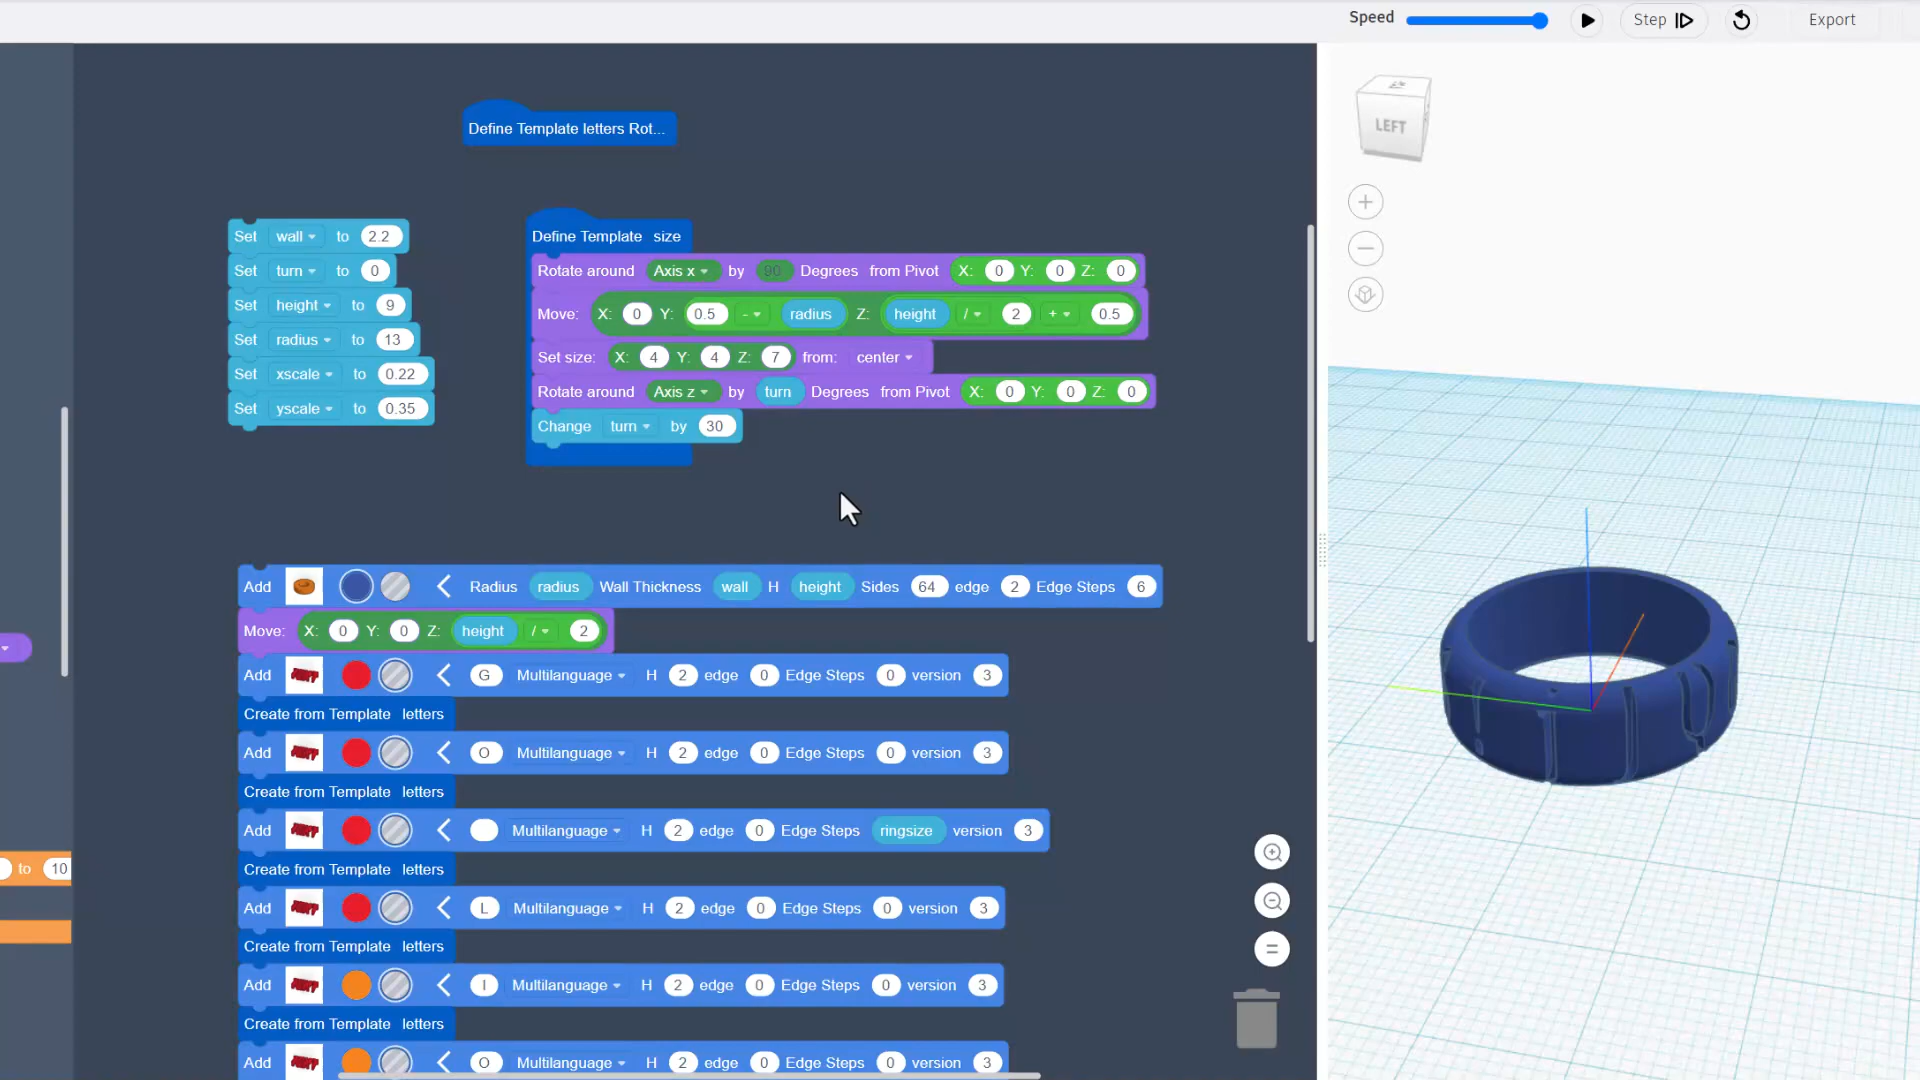 Speed Step Export
LEFT
Define Template letters Rot...
Set wall to 2.2
Set turn to 0
Set height to 9
Set radius to 13
Set xscale to 0.22
Set yscale to 0.35
Define Template size
Rotate around Axis x by 90 Degrees from Pivot X: 0 Y: 0 Z: 0
Move: X: 0 Y: 0.5 - radius Z: height / 2 + 0.5
Set size: X: 4 Y: 4 Z: 7 from: center
Rotate around Axis z by turn Degrees from Pivot X: 0 Y: 0 Z: 0
Change turn by 30
to 10
Add Radius radius Wall Thickness wall H height Sides 64 edge 2 Edge Steps 6
Move: X: 0 Y: 0 Z: height / 2
Add G Multilanguage H 2 edge 0 Edge Steps 0 version 3
Create from Template letters
Add O Multilanguage H 2 edge 0 Edge Steps 0 version 3
Create from Template letters
Add Multilanguage H 2 edge 0 Edge Steps ringsize version 3
Create from Template letters
Add L Multilanguage H 2 edge 0 Edge Steps 0 version 3
Create from Template letters
Add I Multilanguage H 2 edge 0 Edge Steps 0 version 3
Create from Template letters
Add O Multilanguage H 2 edge 0 Edge Steps 0 version 3